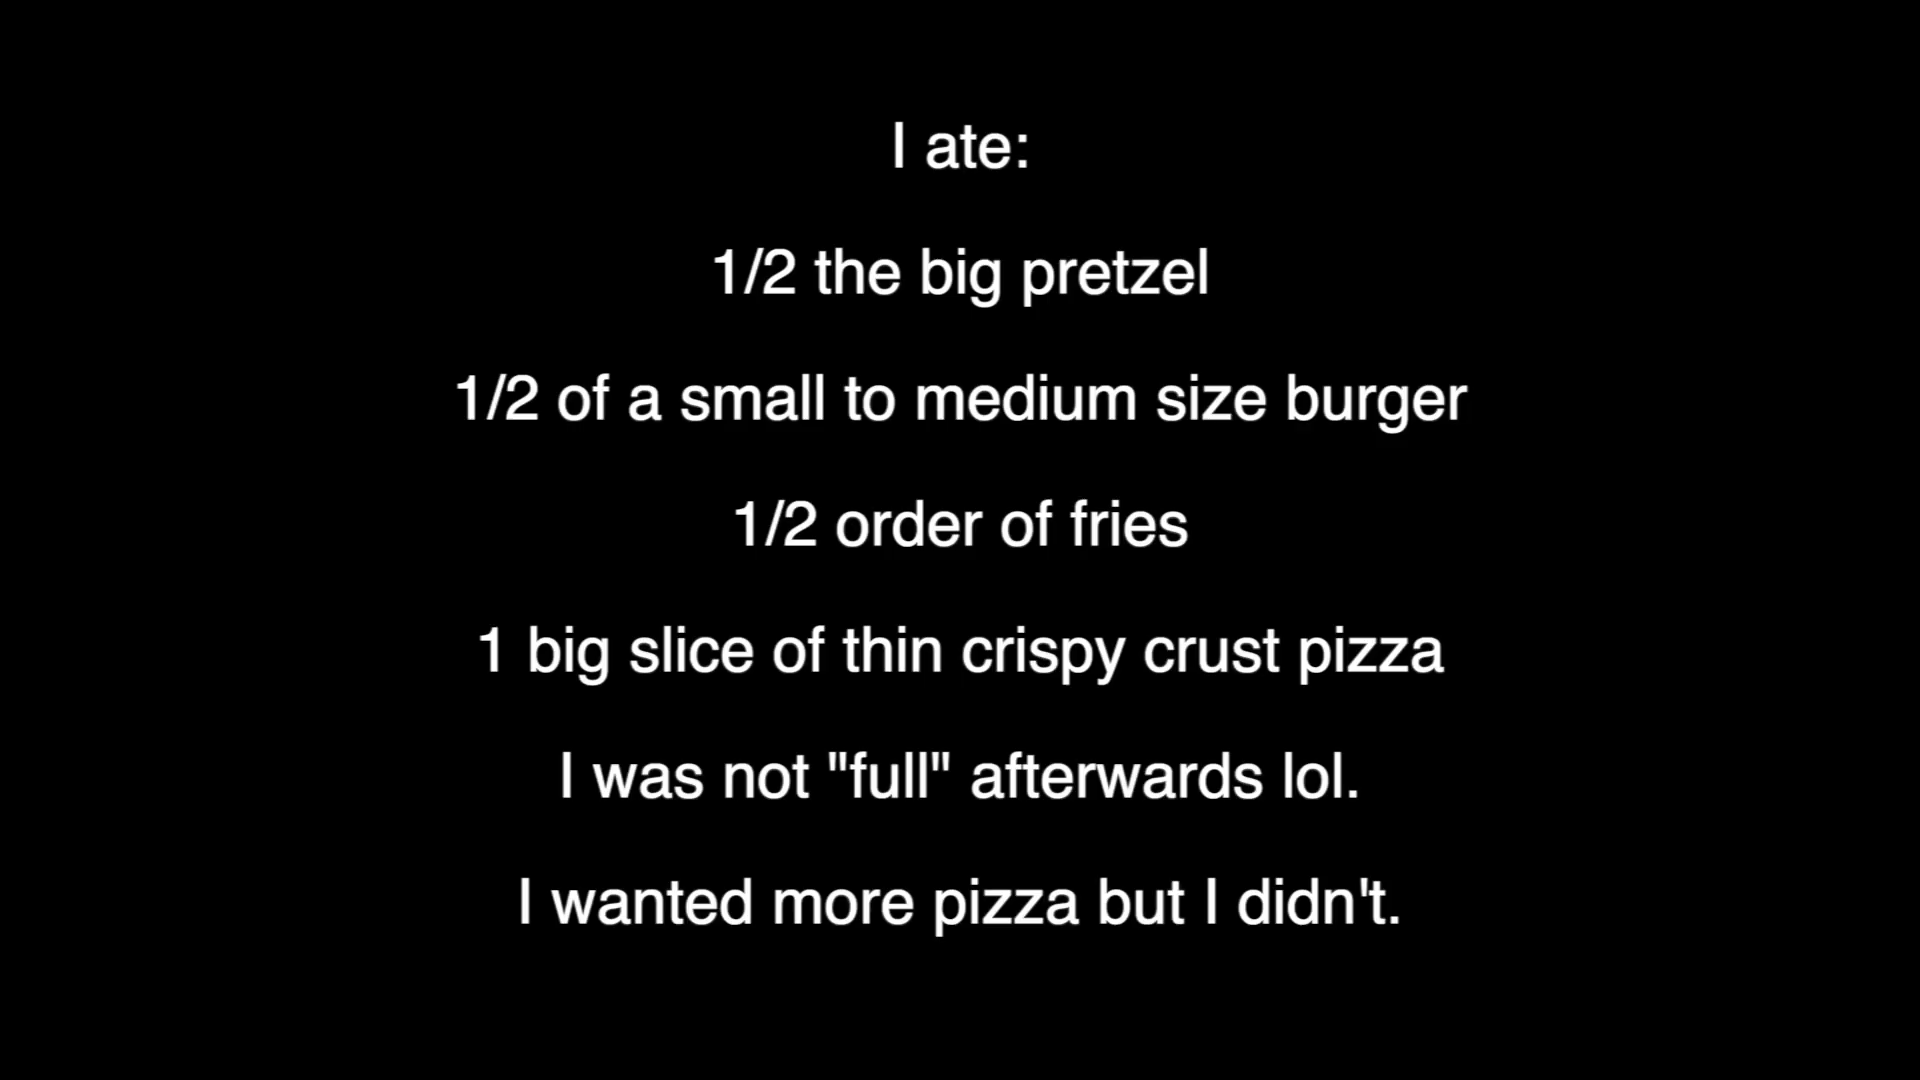 I ate:
1/2 the big pretzel
1/2 of a small to medium size burger
1/2 order of fries
1 big slice of thin crispy crust pizza
I was not "full" afterwards lol.
I wanted more pizza but I didn't.